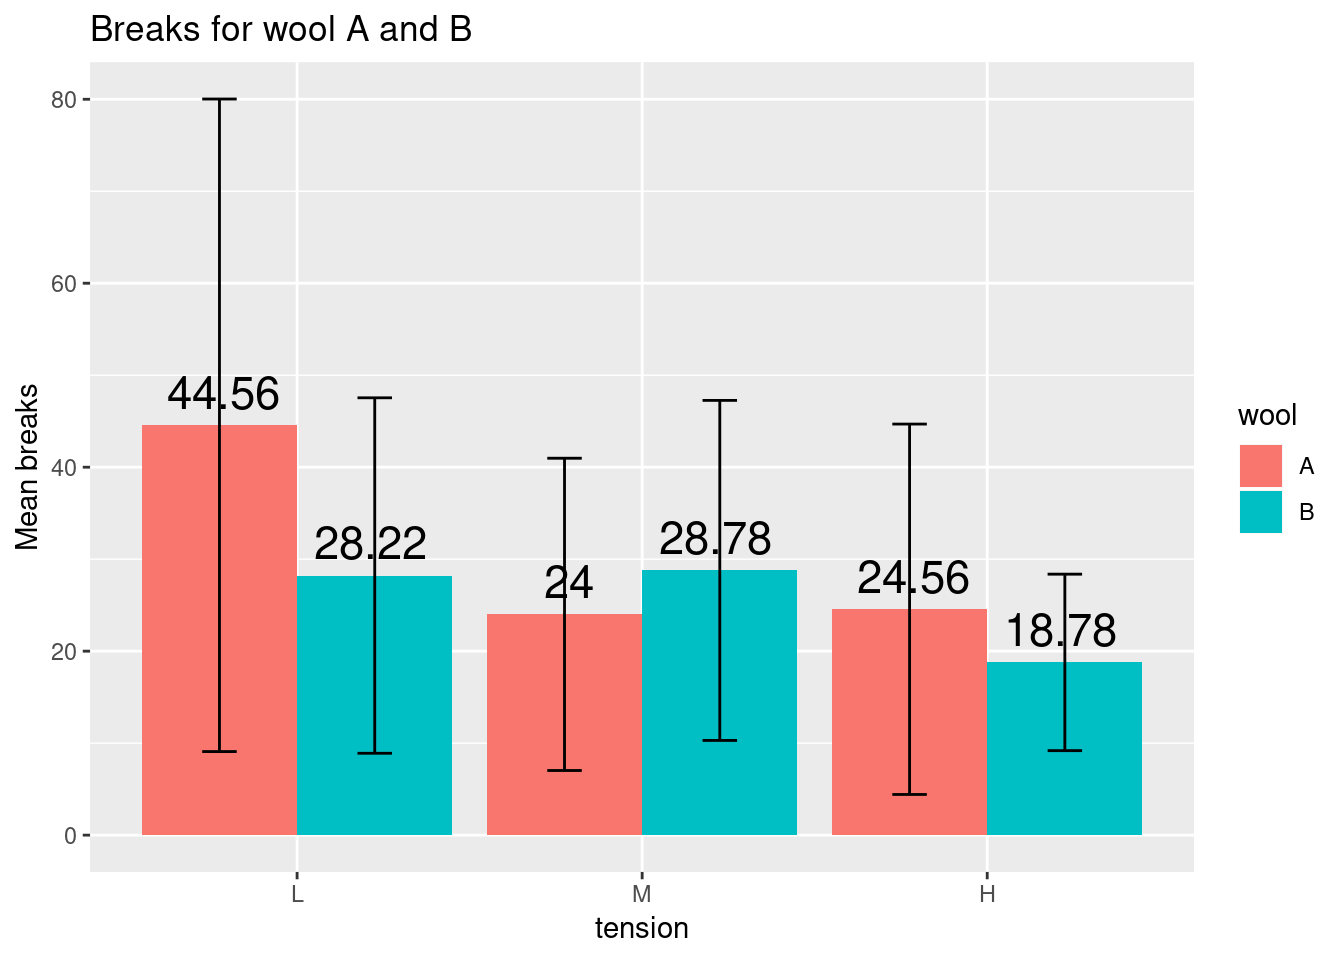 Breaks for wool A and B
Mean breaks
80
60
40
20
0
44.56
28.22
24
28.78
24.56
18.78
L
M
H
tension
wool
A
B